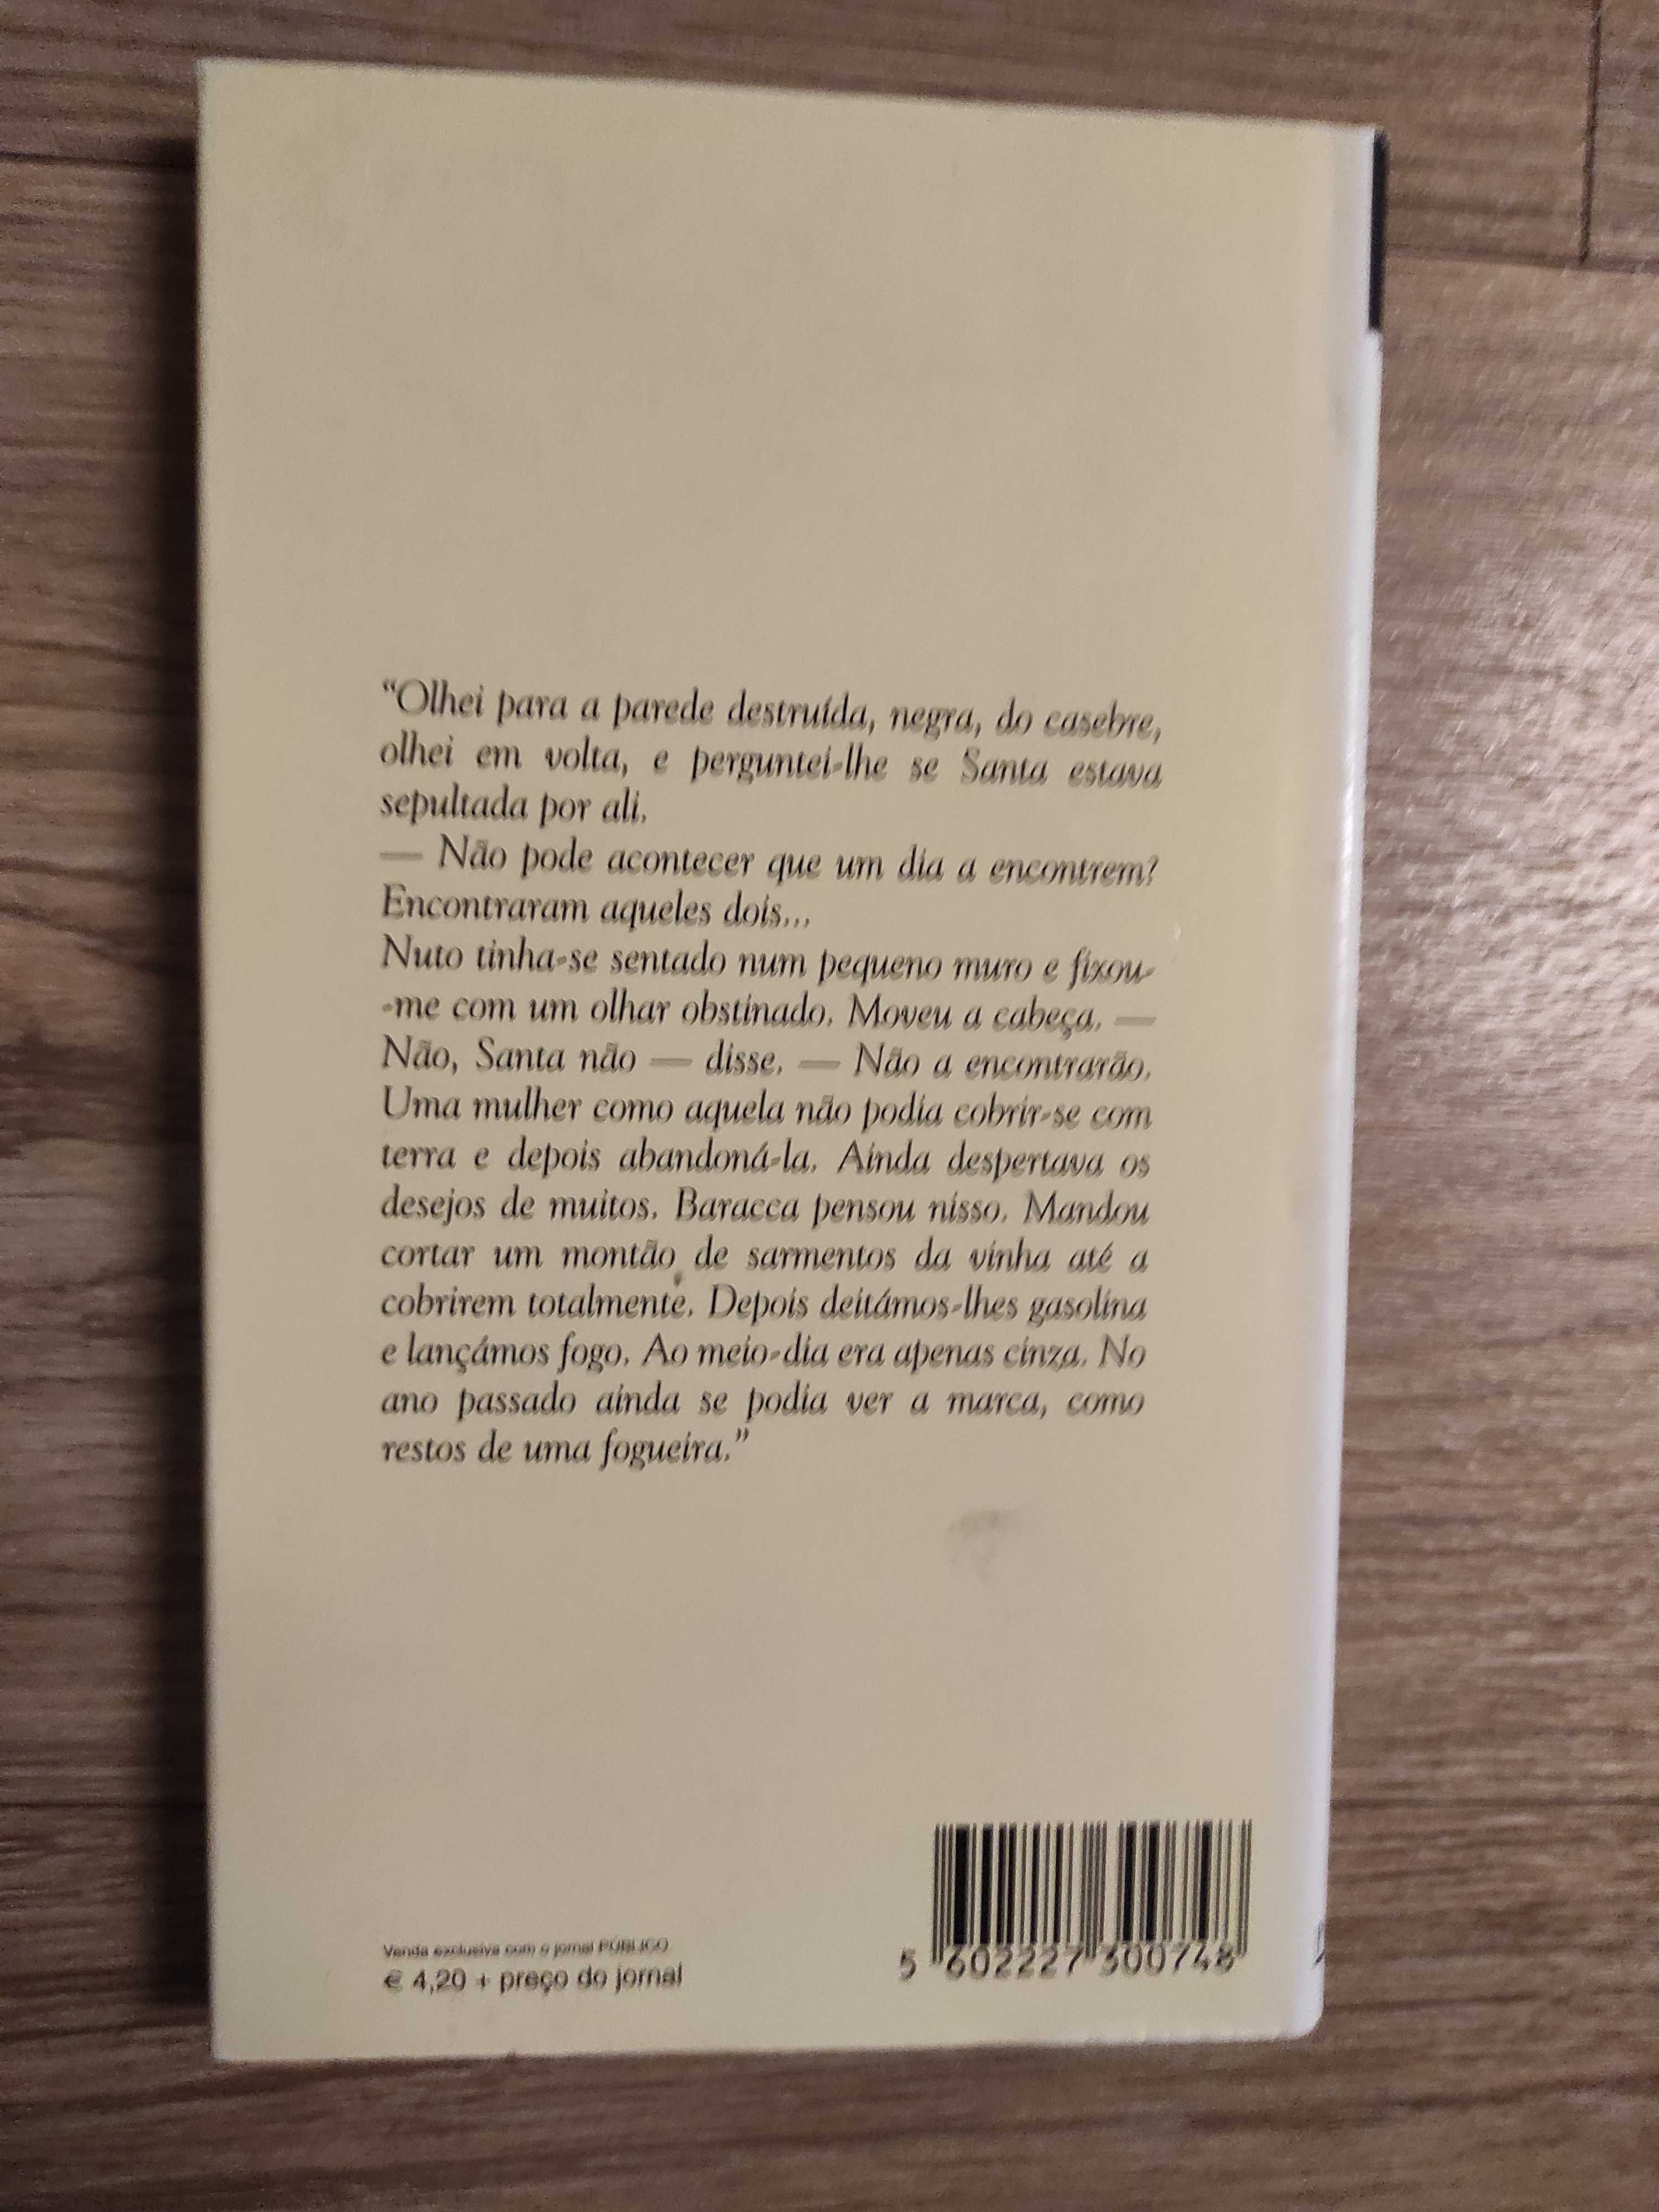 “Olhei para a parede destruída, negra, do casebre,
olhei em volta, e perguntei-lhe se Santa estava
sepultada por ali.
— Não pode acontecer que um dia a encontrem?
Encontraram aqueles dois...
Nuto tinha-se sentado num pequeno muro e fixou-
-me com um olhar obstinado. Moveu a cabeça. —
Não, Santa não — disse. — Não a encontrarão.
Uma mulher como aquela não podia cobrir-se com
terra e depois abandoná-la. Ainda despertava os
desejos de muitos. Baracca pensou nisso. Mandou
cortar um montão de sarmentos da vinha até a
cobrirem totalmente. Depois deitámos-lhes gasolina
e lançámos fogo. Ao meio-dia era apenas cinza. No
ano passado ainda se podia ver a marca, como
restos de uma fogueira.”
Venda exclusiva com o jornal PÚBLICO
€ 4,20 + preço do jornal
5 602227 300748